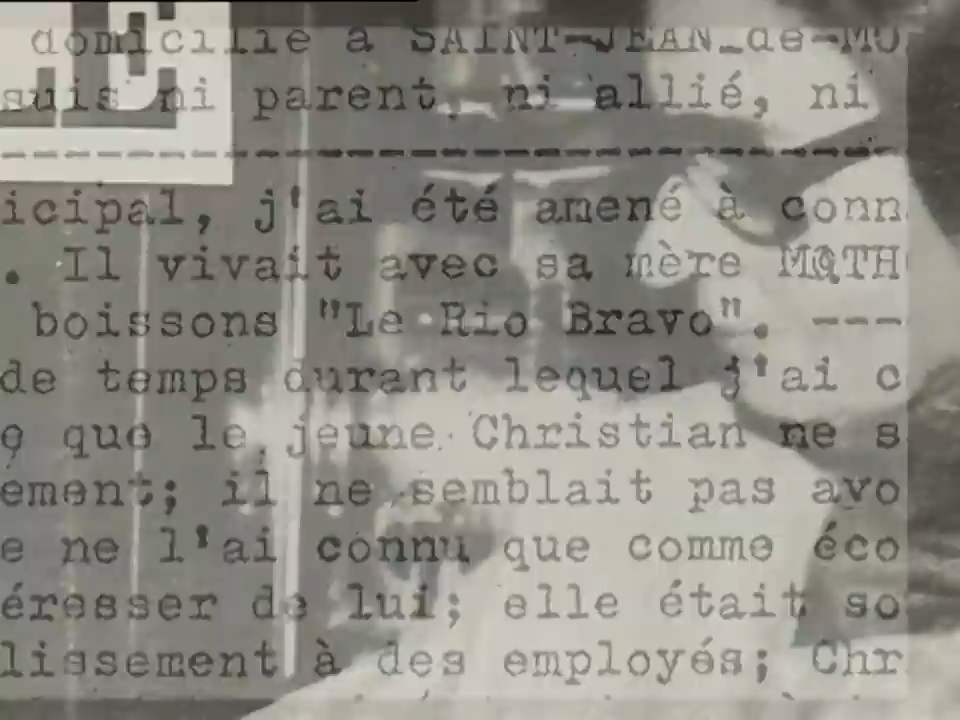 domicilié à SAINT-JEAN-de-MO
suis ni parent, ni allié, ni
E
icipal, j'ai été amené à conn
. Il vivait avec sa mère MATH
boissons "Le Rio Bravo". ---
de temps durant lequel j'ai c
que le jeune Christian ne s
ement; il ne semblait pas avo
e ne l'ai connu que comme éco
éresser de lui; elle était so
lissement à des employés; Chr